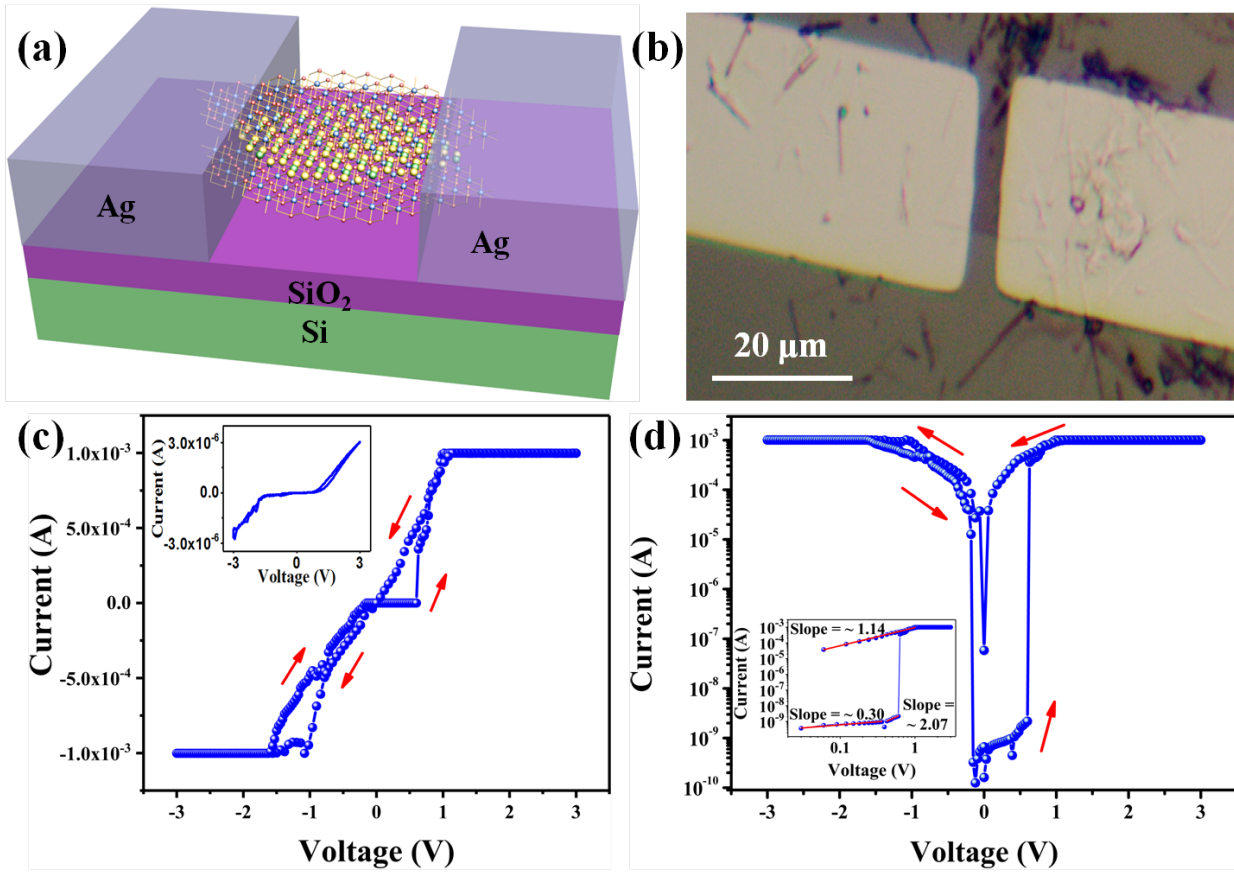 (a)
Ag
Ag
SiO₂
Si
(b)
20 μm
(c)
Current (A)
1.0x10⁻³
5.0x10⁻⁴
0.0
-5.0x10⁻⁴
-1.0x10⁻³
-3 -2 -1 0 1 2 3
Voltage (V)
Current (A)
3.0x10⁻⁶
0.0
-3.0x10⁻⁶
-3 0 3
Voltage (V)
(d)
Current (A)
10⁻³
10⁻⁴
10⁻⁵
10⁻⁶
10⁻⁷
10⁻⁸
10⁻⁹
10⁻¹⁰
-3 -2 -1 0 1 2 3
Voltage (V)
Current (A)
10⁻³
10⁻⁴
10⁻⁵
10⁻⁶
10⁻⁷
10⁻⁸
10⁻⁹
Slope = ~ 1.14
Slope = ~ 0.30
Slope =
~ 2.07
0.1 1
Voltage (V)